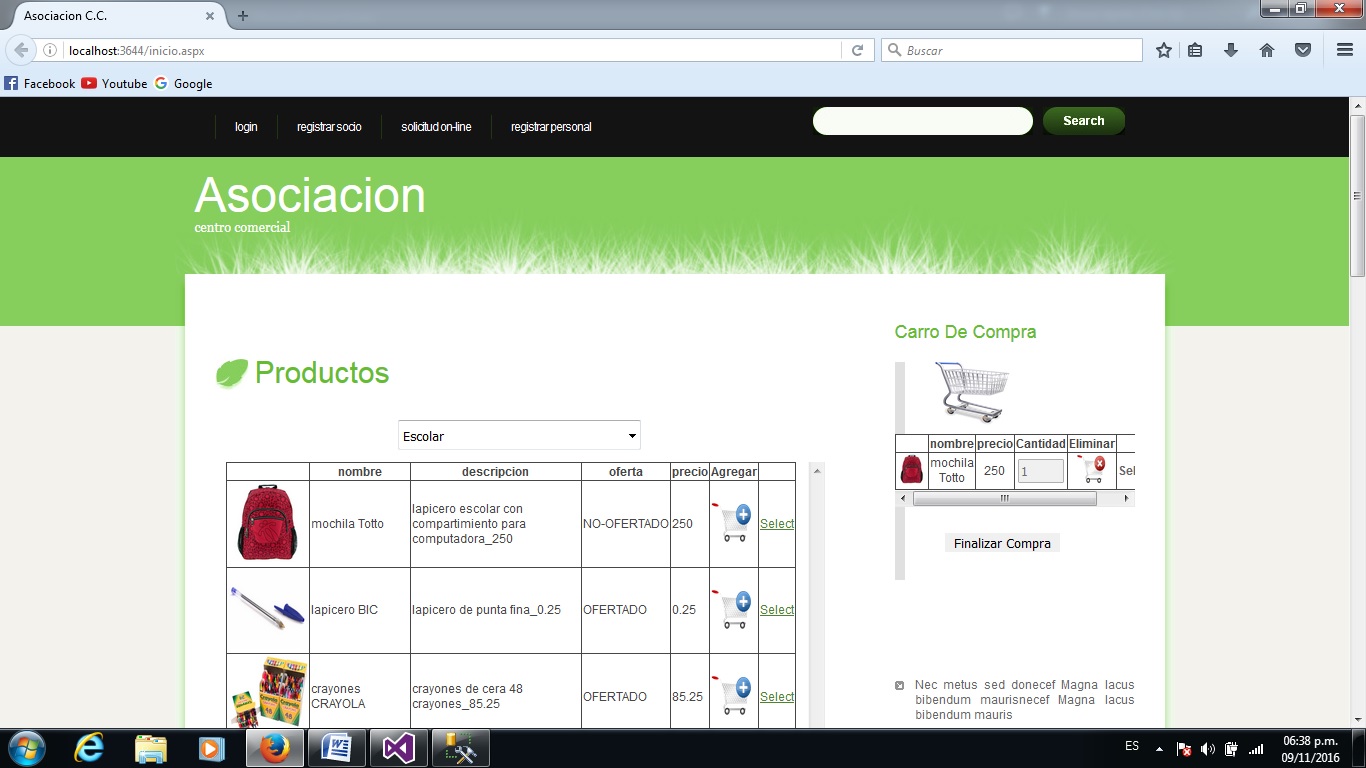 Asociacion C.C.
localhost:3644/inicio.aspx
Buscar
Facebook Youtube Google
login registrar socio solicitud on-line registrar personal Search
Asociacion
centro comercial
Carro De Compra
Productos
Escolar
nombre precio Cantidad Eliminar
mochila Totto 250 1 Sel
Finalizar Compra
nombre descripcion oferta precio Agregar
mochila Totto lapicero escolar con compartimiento para computadora_250 NO-OFERTADO 250 Select
lapicero BIC lapicero de punta fina_0.25 OFERTADO 0.25 Select
crayones CRAYOLA crayones de cera 48 crayones_85.25 OFERTADO 85.25 Select
Nec metus sed donecef Magna lacus
bibendum maurisnecef Magna lacus
bibendum mauris
ES
06:38 p.m.
09/11/2016